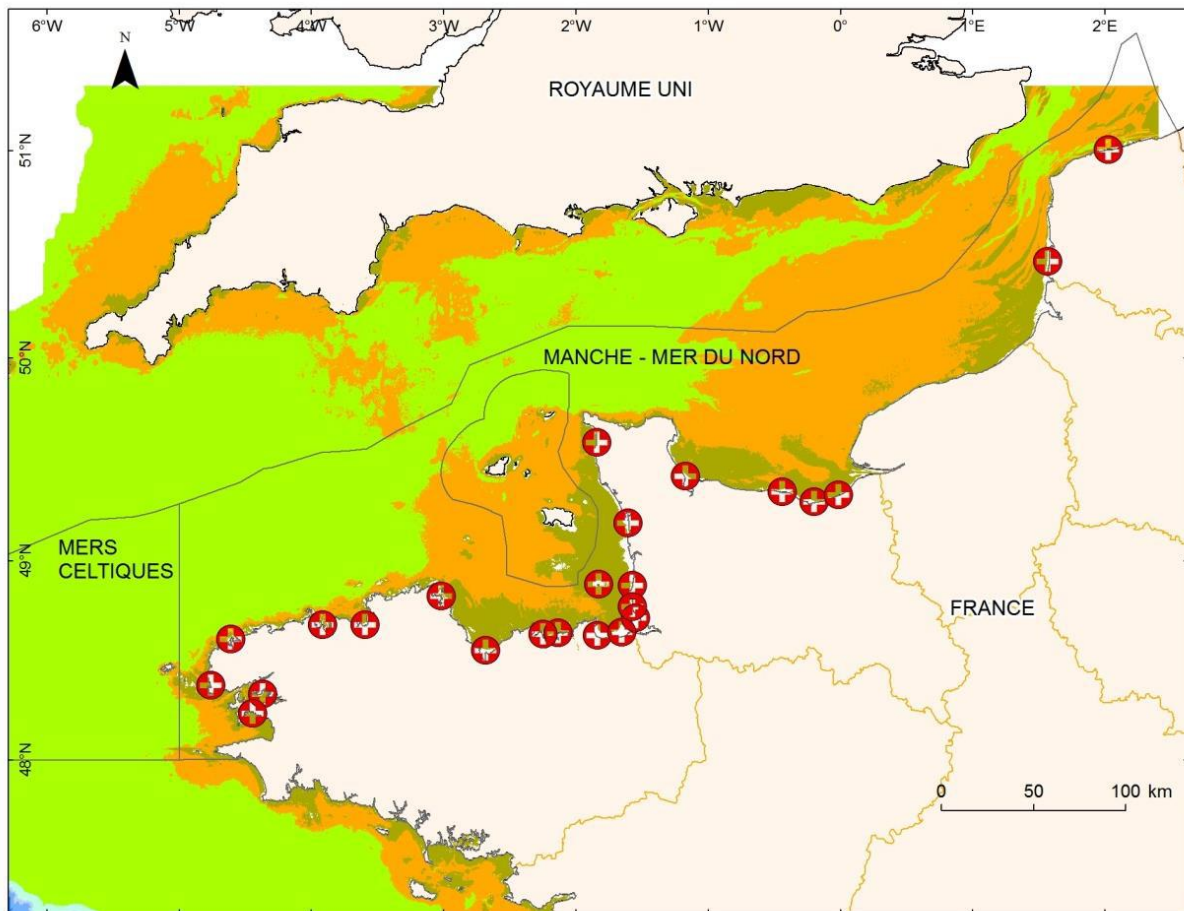 6°W 5°W 4°W 3°W 2°W 1°W 0° 1°E 2°E
N
ROYAUME UNI
51°N
50°N
MANCHE - MER DU NORD
49°N
MERS
CELTIQUES
FRANCE
48°N
0 50 100 km